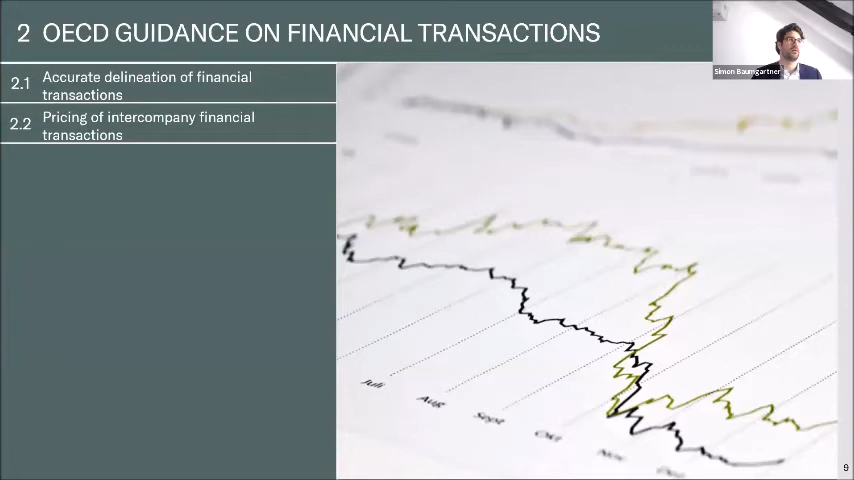 2 OECD GUIDANCE ON FINANCIAL TRANSACTIONS
Simon Baumgartner
2.1 Accurate delineation of financial
transactions
2.2 Pricing of intercompany financial
transactions
Juli
Aug
Sept
Okt
Nov
9